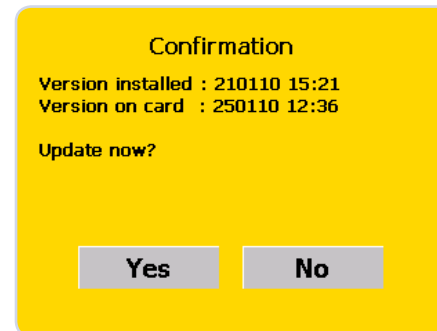 Confirmation
Version installed : 210110 15:21
Version on card : 250110 12:36
Update now?
Yes No